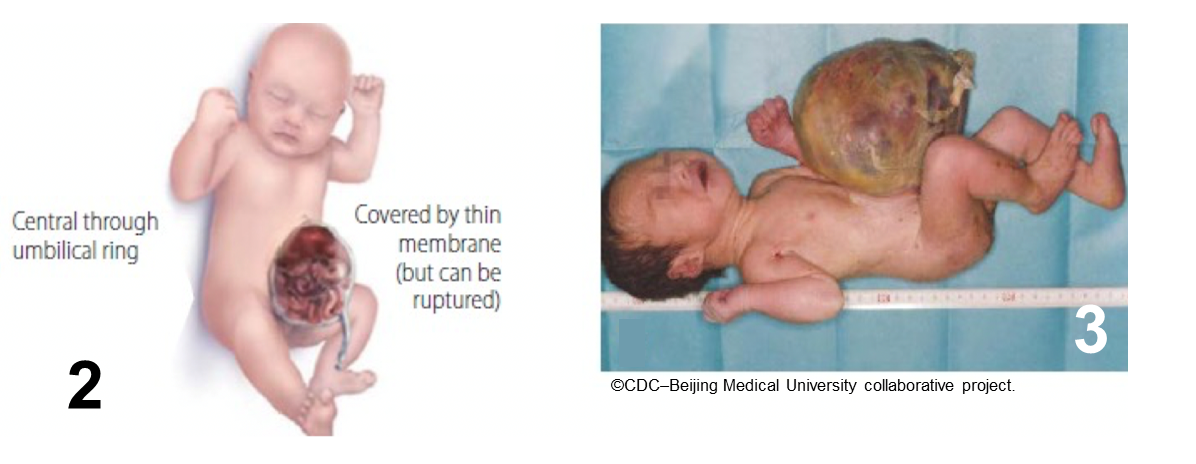 Central through
umbilical ring
Covered by thin
membrane
(but can be
ruptured)
2
3
©CDC–Beijing Medical University collaborative project.